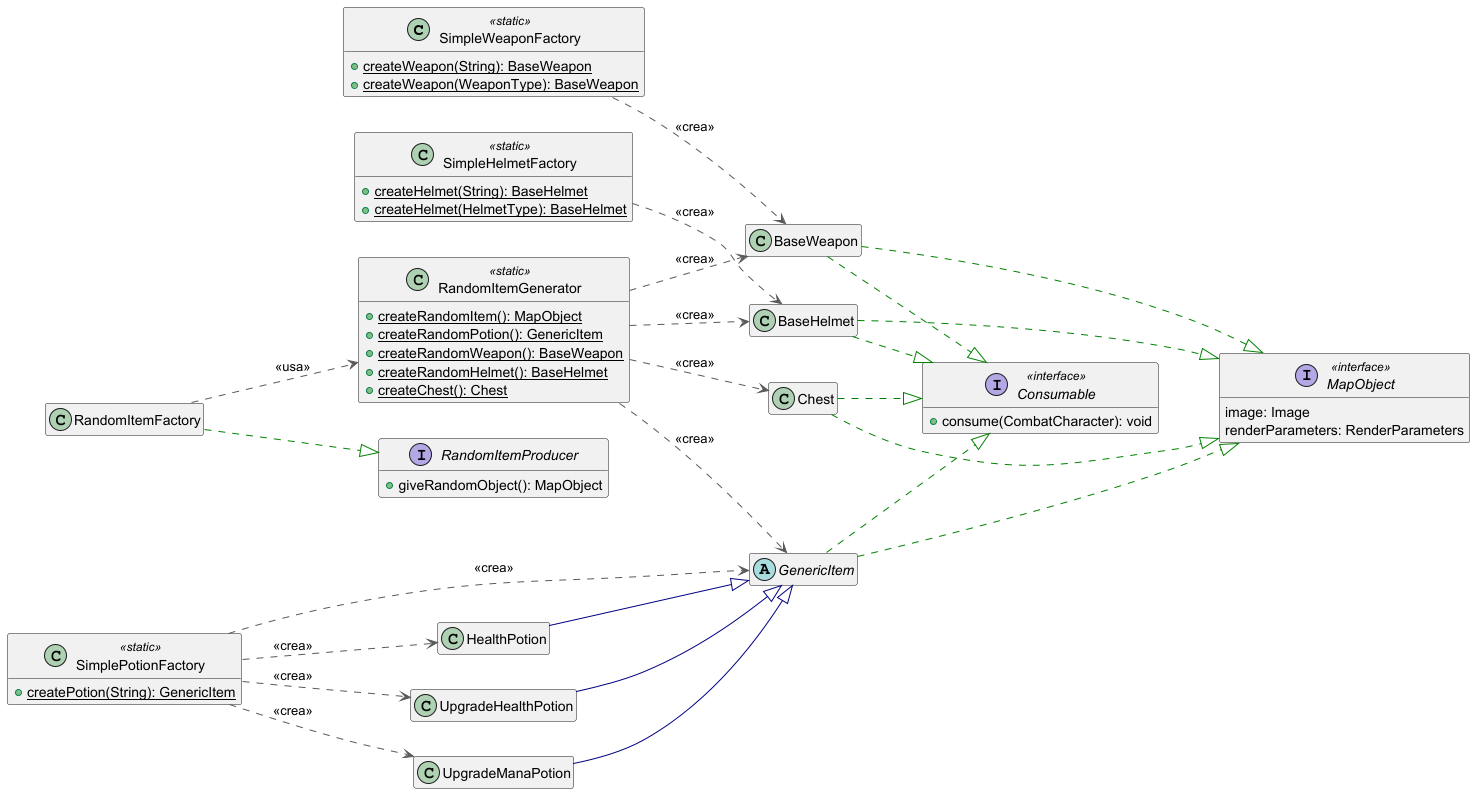 «static»
C SimpleWeaponFactory
createWeapon(String): BaseWeapon
createWeapon(WeaponType): BaseWeapon
«crea»
«static»
C SimpleHelmetFactory
createHelmet(String): BaseHelmet
createHelmet(HelmetType): BaseHelmet
«crea»
C BaseWeapon
«static»
C RandomItemGenerator
createRandomItem(): MapObject
createRandomPotion(): GenericItem
createRandomWeapon(): BaseWeapon
createRandomHelmet(): BaseHelmet
createChest(): Chest
«crea»
«crea»
«crea»
«crea»
C BaseHelmet
C Chest
«interface»
I Consumable
consume(CombatCharacter): void
«interface»
I MapObject
image: Image
renderParameters: RenderParameters
«usa»
C RandomItemFactory
I RandomItemProducer
giveRandomObject(): MapObject
A GenericItem
«crea»
«static»
C SimplePotionFactory
createPotion(String): GenericItem
«crea»
«crea»
«crea»
C HealthPotion
C UpgradeHealthPotion
C UpgradeManaPotion